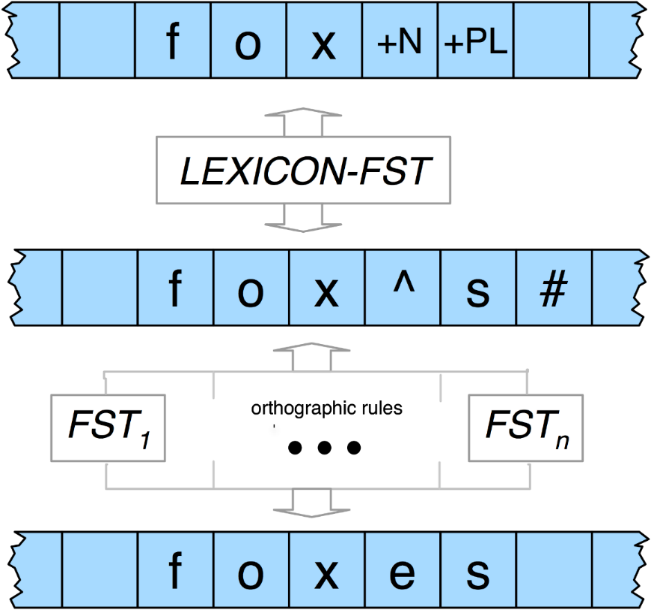 f o x +N +PL
LEXICON-FST
f o x ^ s #
orthographic rules
FST1 ... FSTn
f o x e s